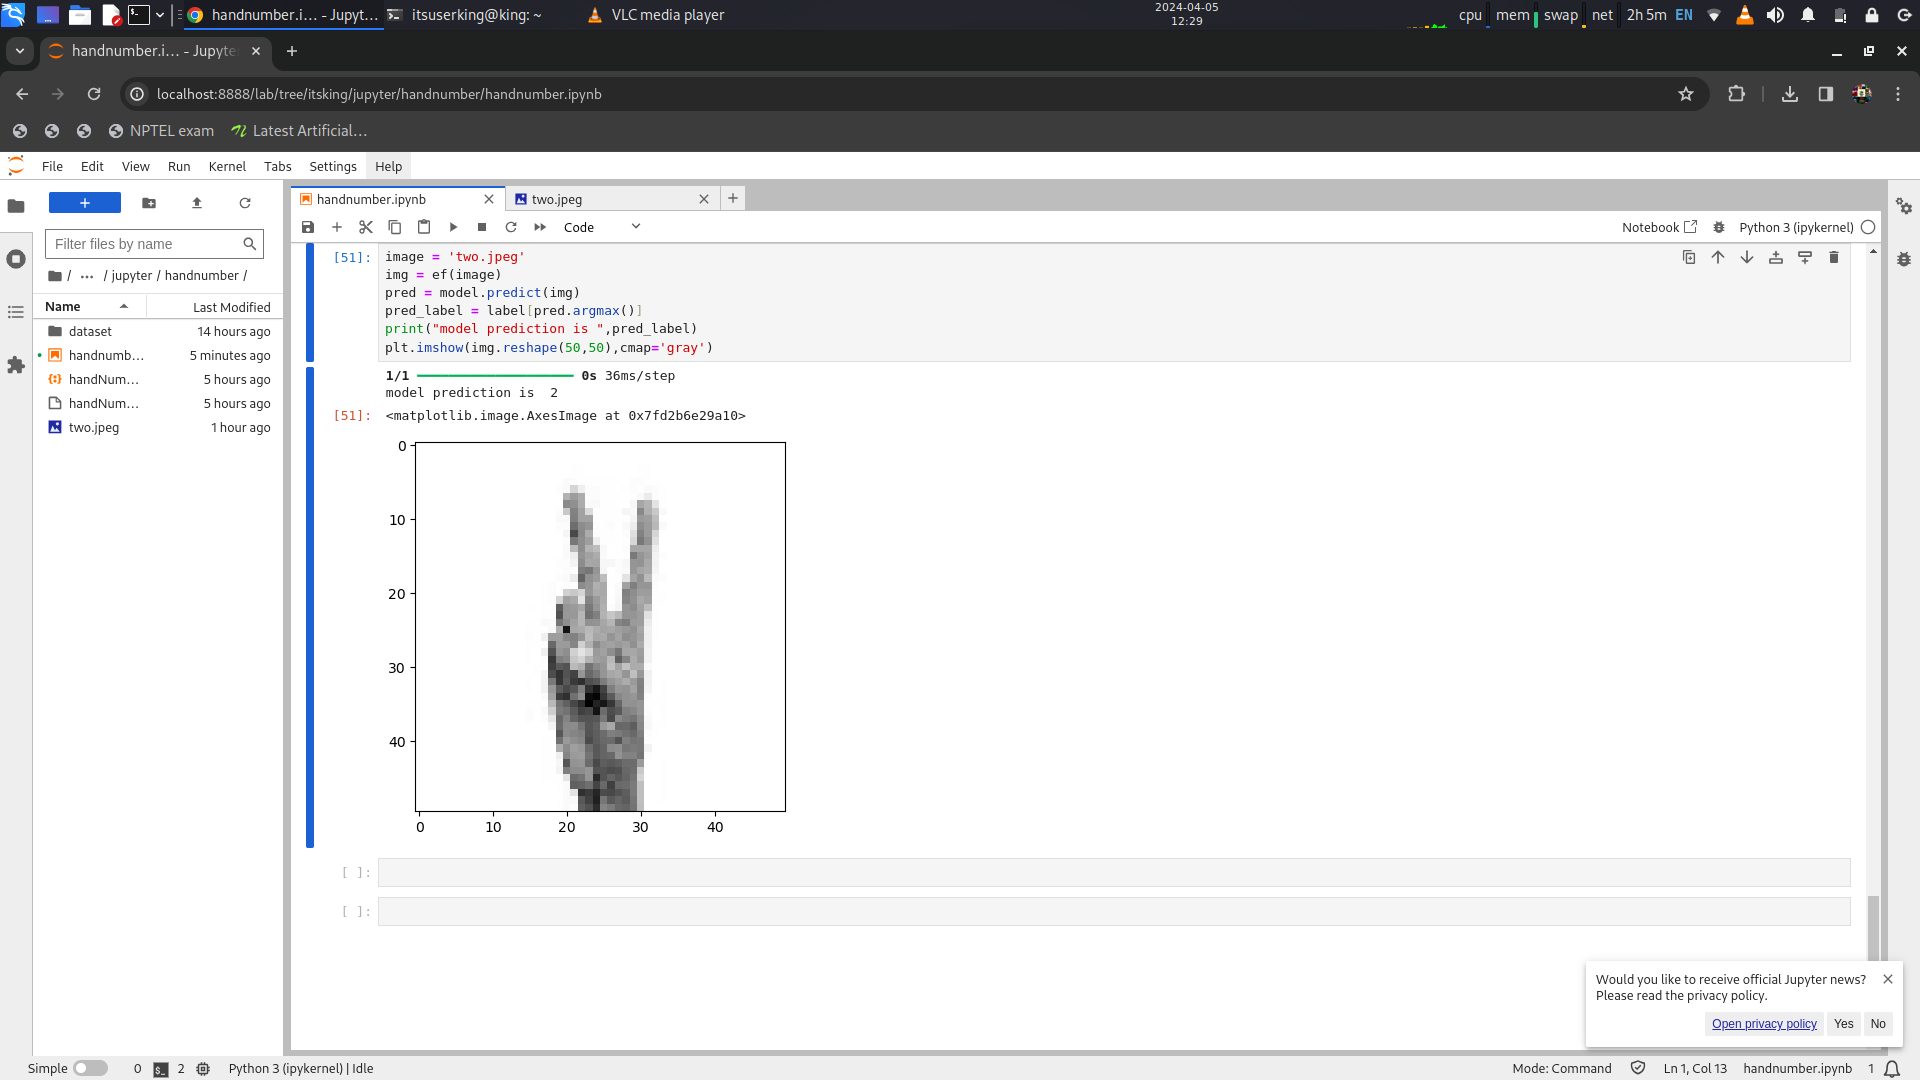 handnumber.i... - Jupyt...
itsuserking@king: ~
VLC media player
2024-04-05
12:29
cpu
mem
swap
net
2h 5m
EN
handnumber.i... - Jupyte
localhost:8888/lab/tree/itsking/jupyter/handnumber/handnumber.ipynb
NPTEL exam
Latest Artificial...
File
Edit
View
Run
Kernel
Tabs
Settings
Help
handnumber.ipynb
two.jpeg
Filter files by name
/ ... / jupyter / handnumber /
Name
Last Modified
dataset
14 hours ago
handnumb...
5 minutes ago
handNum...
5 hours ago
handNum...
5 hours ago
two.jpeg
1 hour ago
Code
Notebook
Python 3 (ipykernel)
[51]:
image = 'two.jpeg'
img = ef(image)
pred = model.predict(img)
pred_label = label[pred.argmax()]
print("model prediction is ",pred_label)
plt.imshow(img.reshape(50,50),cmap='gray')
1/1 ━━━━━━━━━━━━━━━━━━━━ 0s 36ms/step
model prediction is  2
[51]:
<matplotlib.image.AxesImage at 0x7fd2b6e29a10>
0
10
20
30
40
0
10
20
30
40
[ ]:
[ ]:
Would you like to receive official Jupyter news?
Please read the privacy policy.
Open privacy policy
Yes
No
Simple
0
2
Python 3 (ipykernel) | Idle
Mode: Command
Ln 1, Col 13
handnumber.ipynb
1